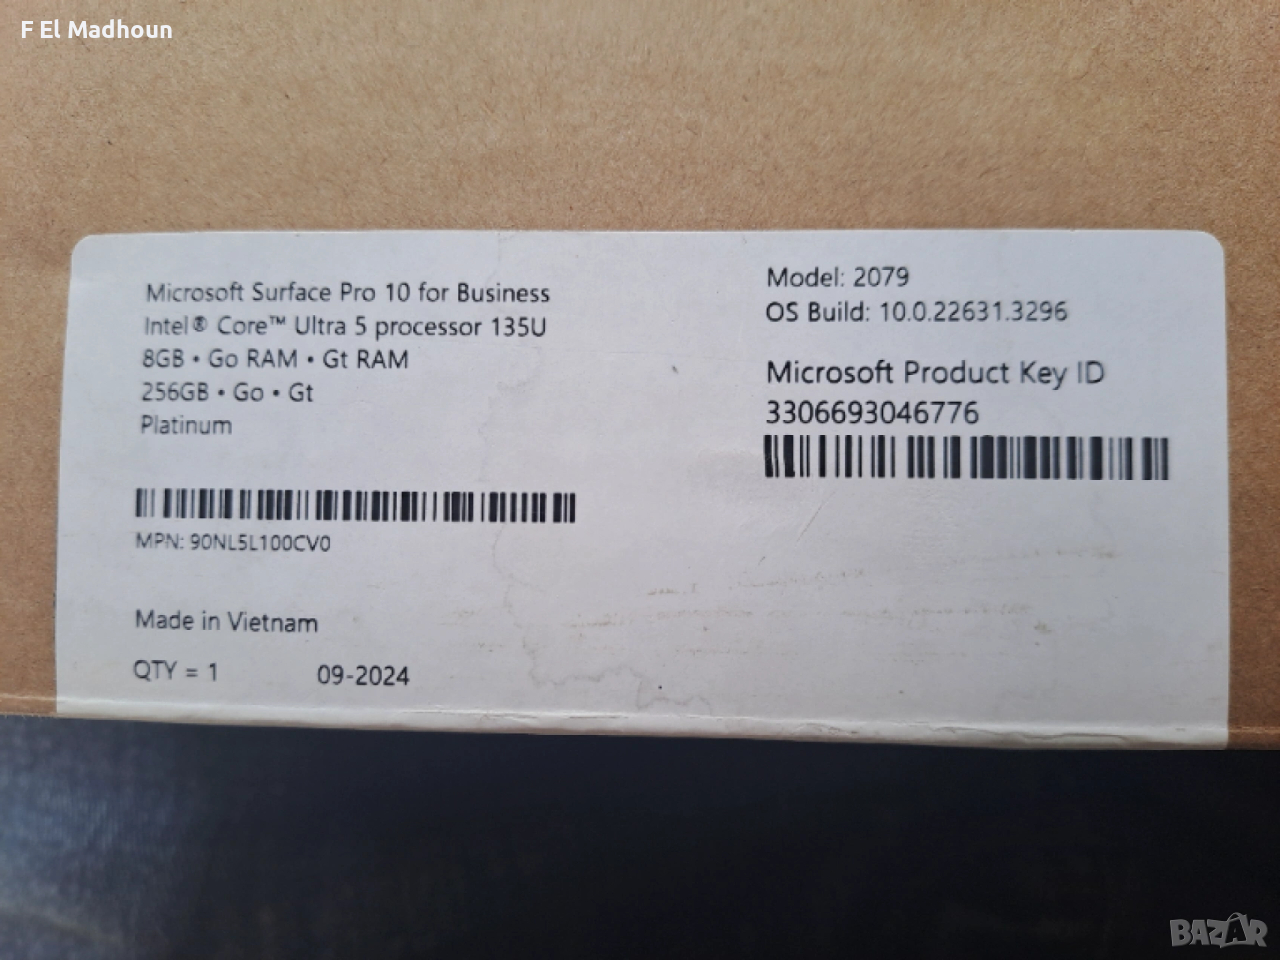 F El Madhoun
Microsoft Surface Pro 10 for Business
Intel® Core™ Ultra 5 processor 135U
8GB • Go RAM • Gt RAM
256GB • Go • Gt
Platinum
MPN: 90NL5L100CV0
Made in Vietnam
QTY = 1 09-2024
Model: 2079
OS Build: 10.0.22631.3296
Microsoft Product Key ID
3306693046776
BAZAR